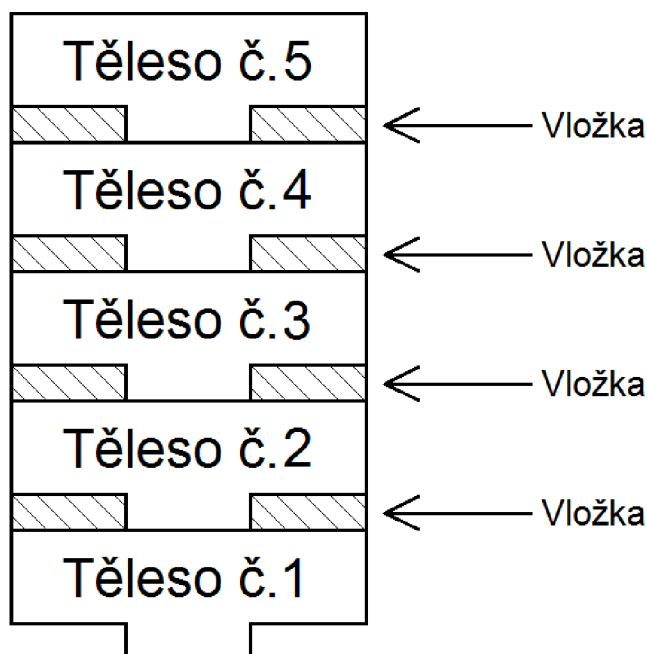 Těleso č.5
Vložka
Těleso č.4
Vložka
Těleso č.3
Vložka
Těleso č.2
Vložka
Těleso č.1